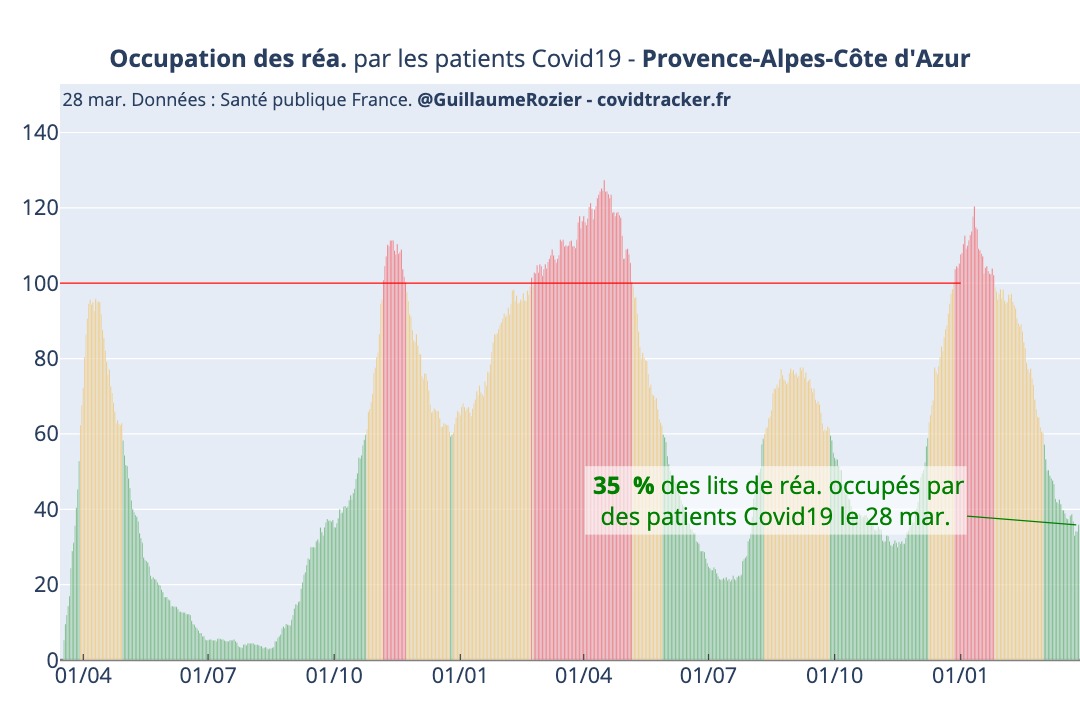 Occupation des réa. par les patients Covid19 - Provence-Alpes-Côte d'Azur
28 mar. Données : Santé publique France. @GuillaumeRozier - covidtracker.fr
140
120
100
80
60
40
20
0
35 % des lits de réa. occupés par
des patients Covid19 le 28 mar.
01/04 01/07 01/10 01/01 01/04 01/07 01/10 01/01